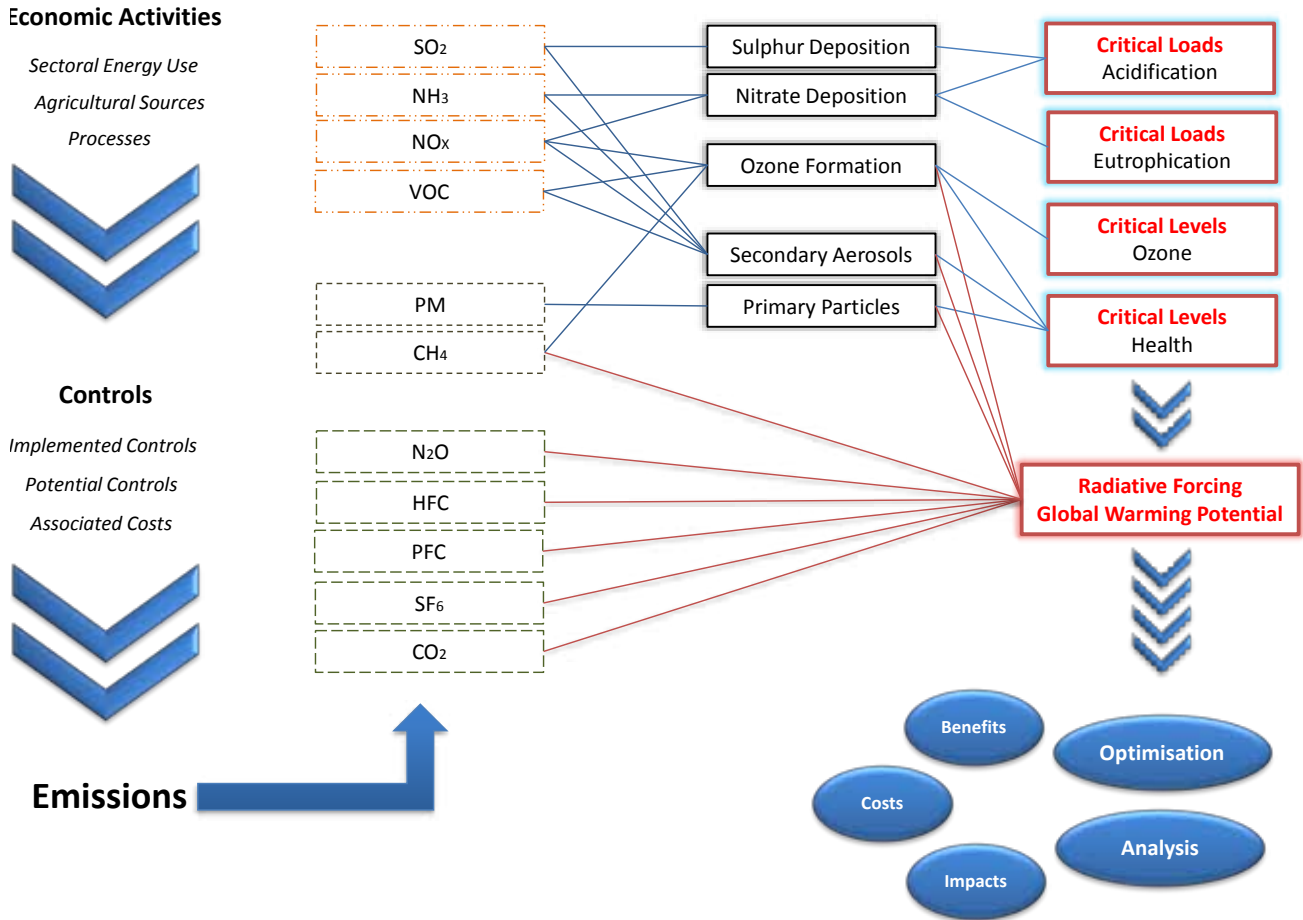 Economic Activities
Sectoral Energy Use
Agricultural Sources
Processes
Controls
Implemented Controls
Potential Controls
Associated Costs
Emissions
SO2
NH3
NOX
VOC
PM
CH4
N2O
HFC
PFC
SF6
CO2
Sulphur Deposition
Nitrate Deposition
Ozone Formation
Secondary Aerosols
Primary Particles
Critical Loads
Acidification
Critical Loads
Eutrophication
Critical Levels
Ozone
Critical Levels
Health
Radiative Forcing
Global Warming Potential
Benefits
Optimisation
Costs
Analysis
Impacts